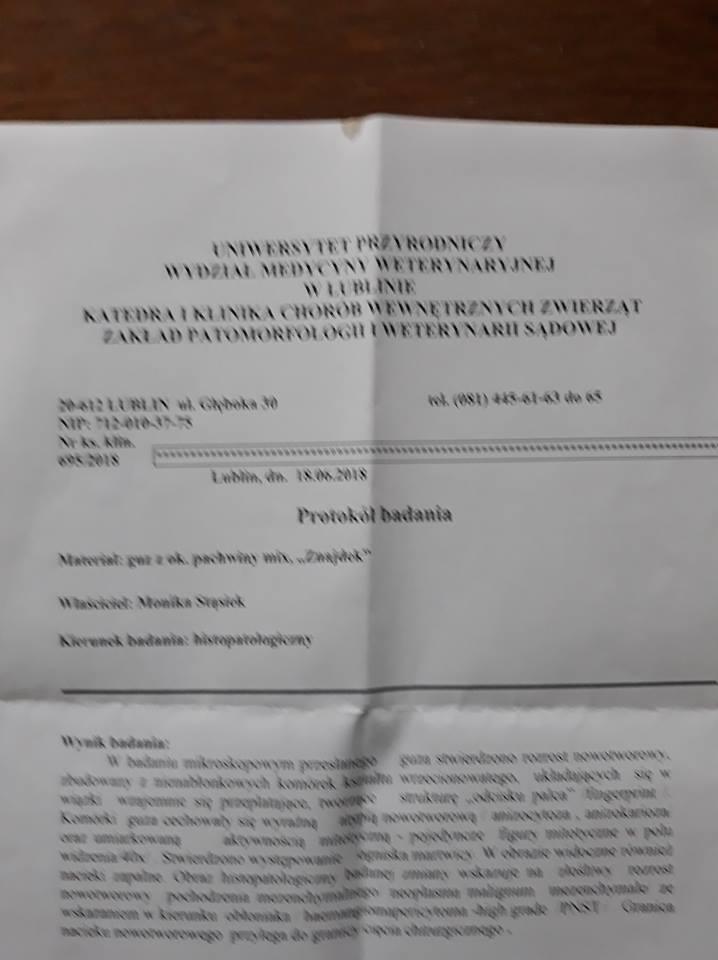 UNIWERSYTET PRZYRODNICZY
WYDZIAŁ MEDYCYNY WETERYNARYJNEJ
W LUBLINIE
KATEDRA I KLINIKA CHORÓB WEWNĘTRZNYCH ZWIERZĄT
ZAKŁAD PATOMORFOLOGII I WETERYNARII SĄDOWEJ
20-612 LUBLIN ul. Głęboka 30 tel. (081) 445-61-63 do 65
NIP: 712-010-37-75
Nr ks. klin.
695/2018
Lublin, dn. 18.06.2018
Protokół badania
Materiał: guz z ok. pachwiny mix, „Znajdek”
Właściciel: Monika Stąsiek
Kierunek badania: histopatologiczny
Wynik badania:
W badaniu mikroskopowym przesłanego guza stwierdzono rozrost nowotworowy,
zbudowany z nienabłonkowych komórek kształtu wrzecionowatego, układających się w
wiązki wzajemnie się przeplatające, tworzące strukturę „odcisku palca” /fingerprint/.
Komórki guza cechowały się wyraźną atypią nowotworową / anizocytoza, anizokarioza/
oraz umiarkowaną aktywnością mitotyczną - pojedyncze figury mitotyczne w polu
widzenia 40x/. Stwierdzono występowanie ogniska martwicy. W obrazie widoczne również
nacieki zapalne. Obraz histopatologiczny badanej zmiany wskazuje na złośliwy rozrost
nowotworowy pochodzenia mezenchymalnego neoplasma malignum mezenchymale ze
wskazaniem w kierunku obłoniaka / haemangiopericytoma -high grade /PNST/. Granica
nacieku nowotworowego przylega do granicy cięcia chirurgicznego.